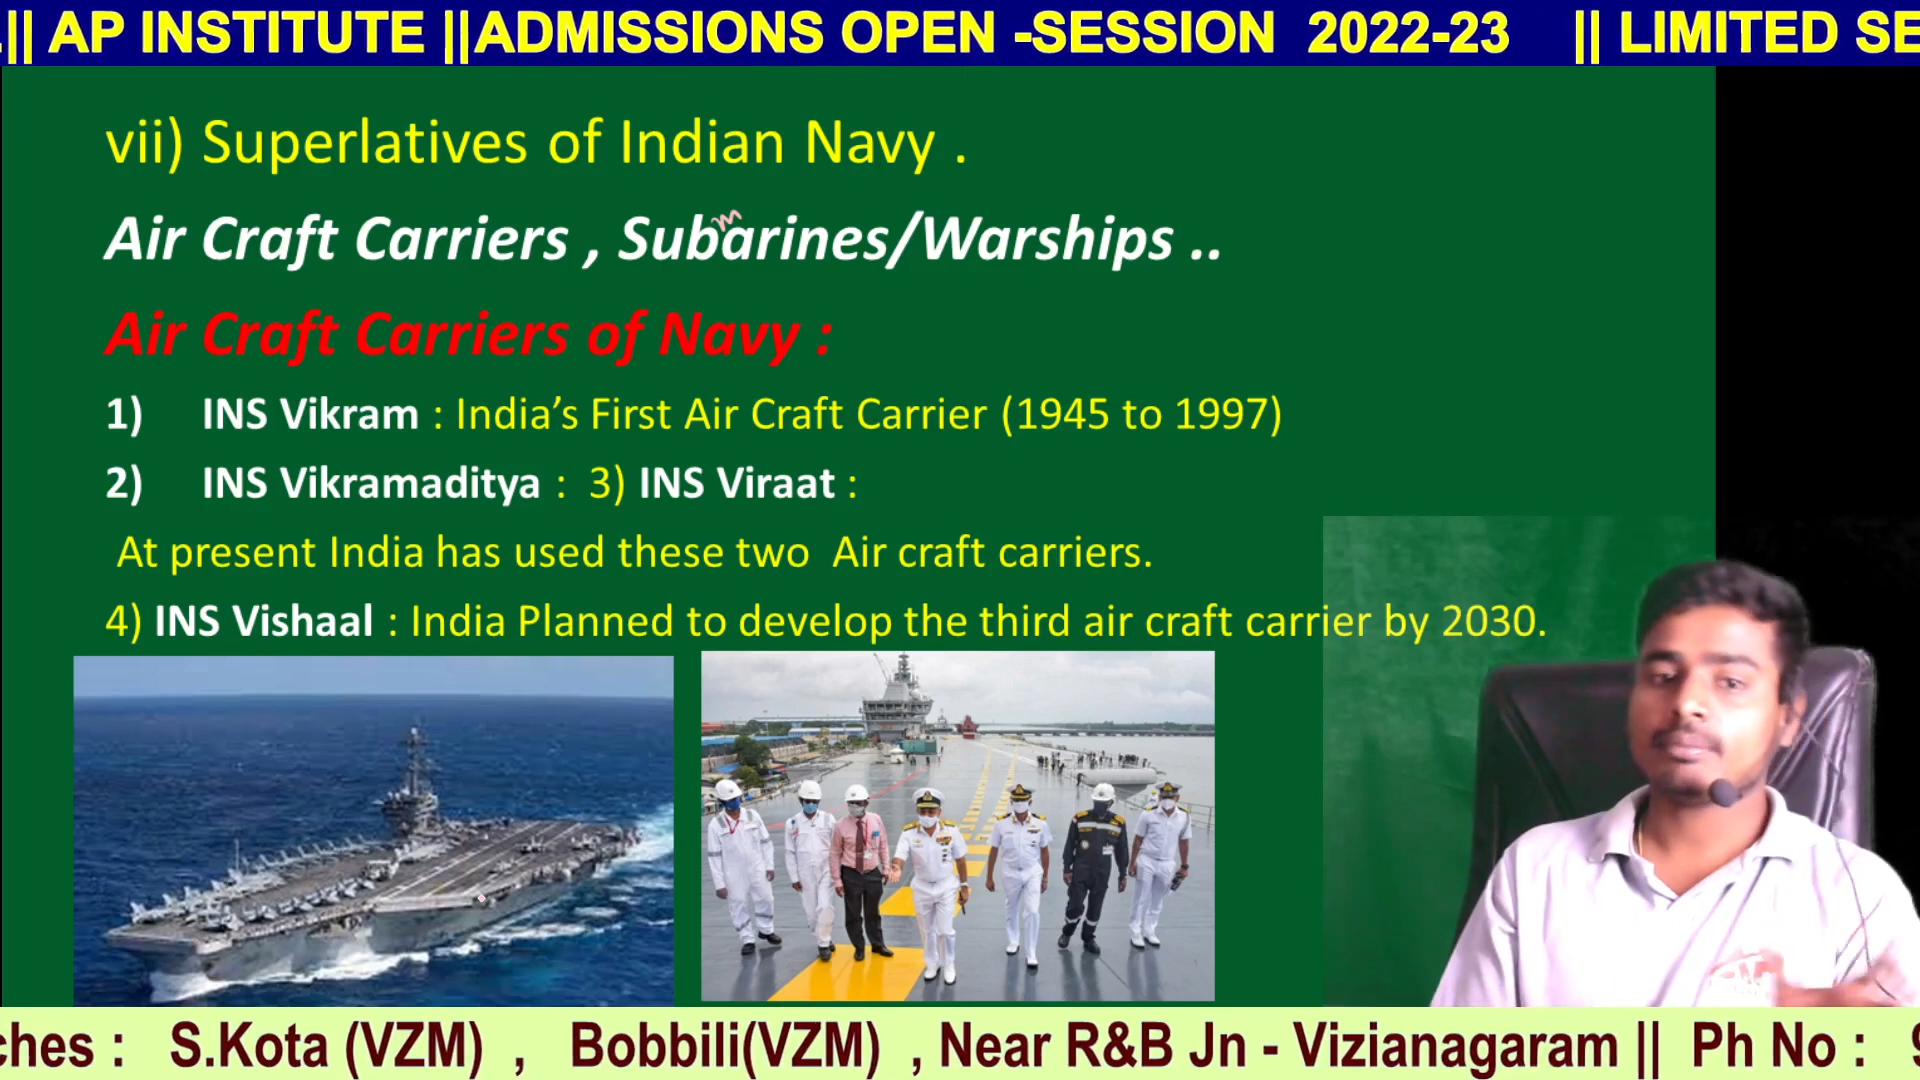 || AP INSTITUTE ||ADMISSIONS OPEN -SESSION 2022-23 || LIMITED SE
vii) Superlatives of Indian Navy .
m
Air Craft Carriers , Subarines/Warships ..
Air Craft Carriers of Navy :
1) INS Vikram : India’s First Air Craft Carrier (1945 to 1997)
2) INS Vikramaditya : 3) INS Viraat :
At present India has used these two Air craft carriers.
4) INS Vishaal : India Planned to develop the third air craft carrier by 2030.
ches : S.Kota (VZM) , Bobbili(VZM) , Near R&B Jn - Vizianagaram || Ph No : 9